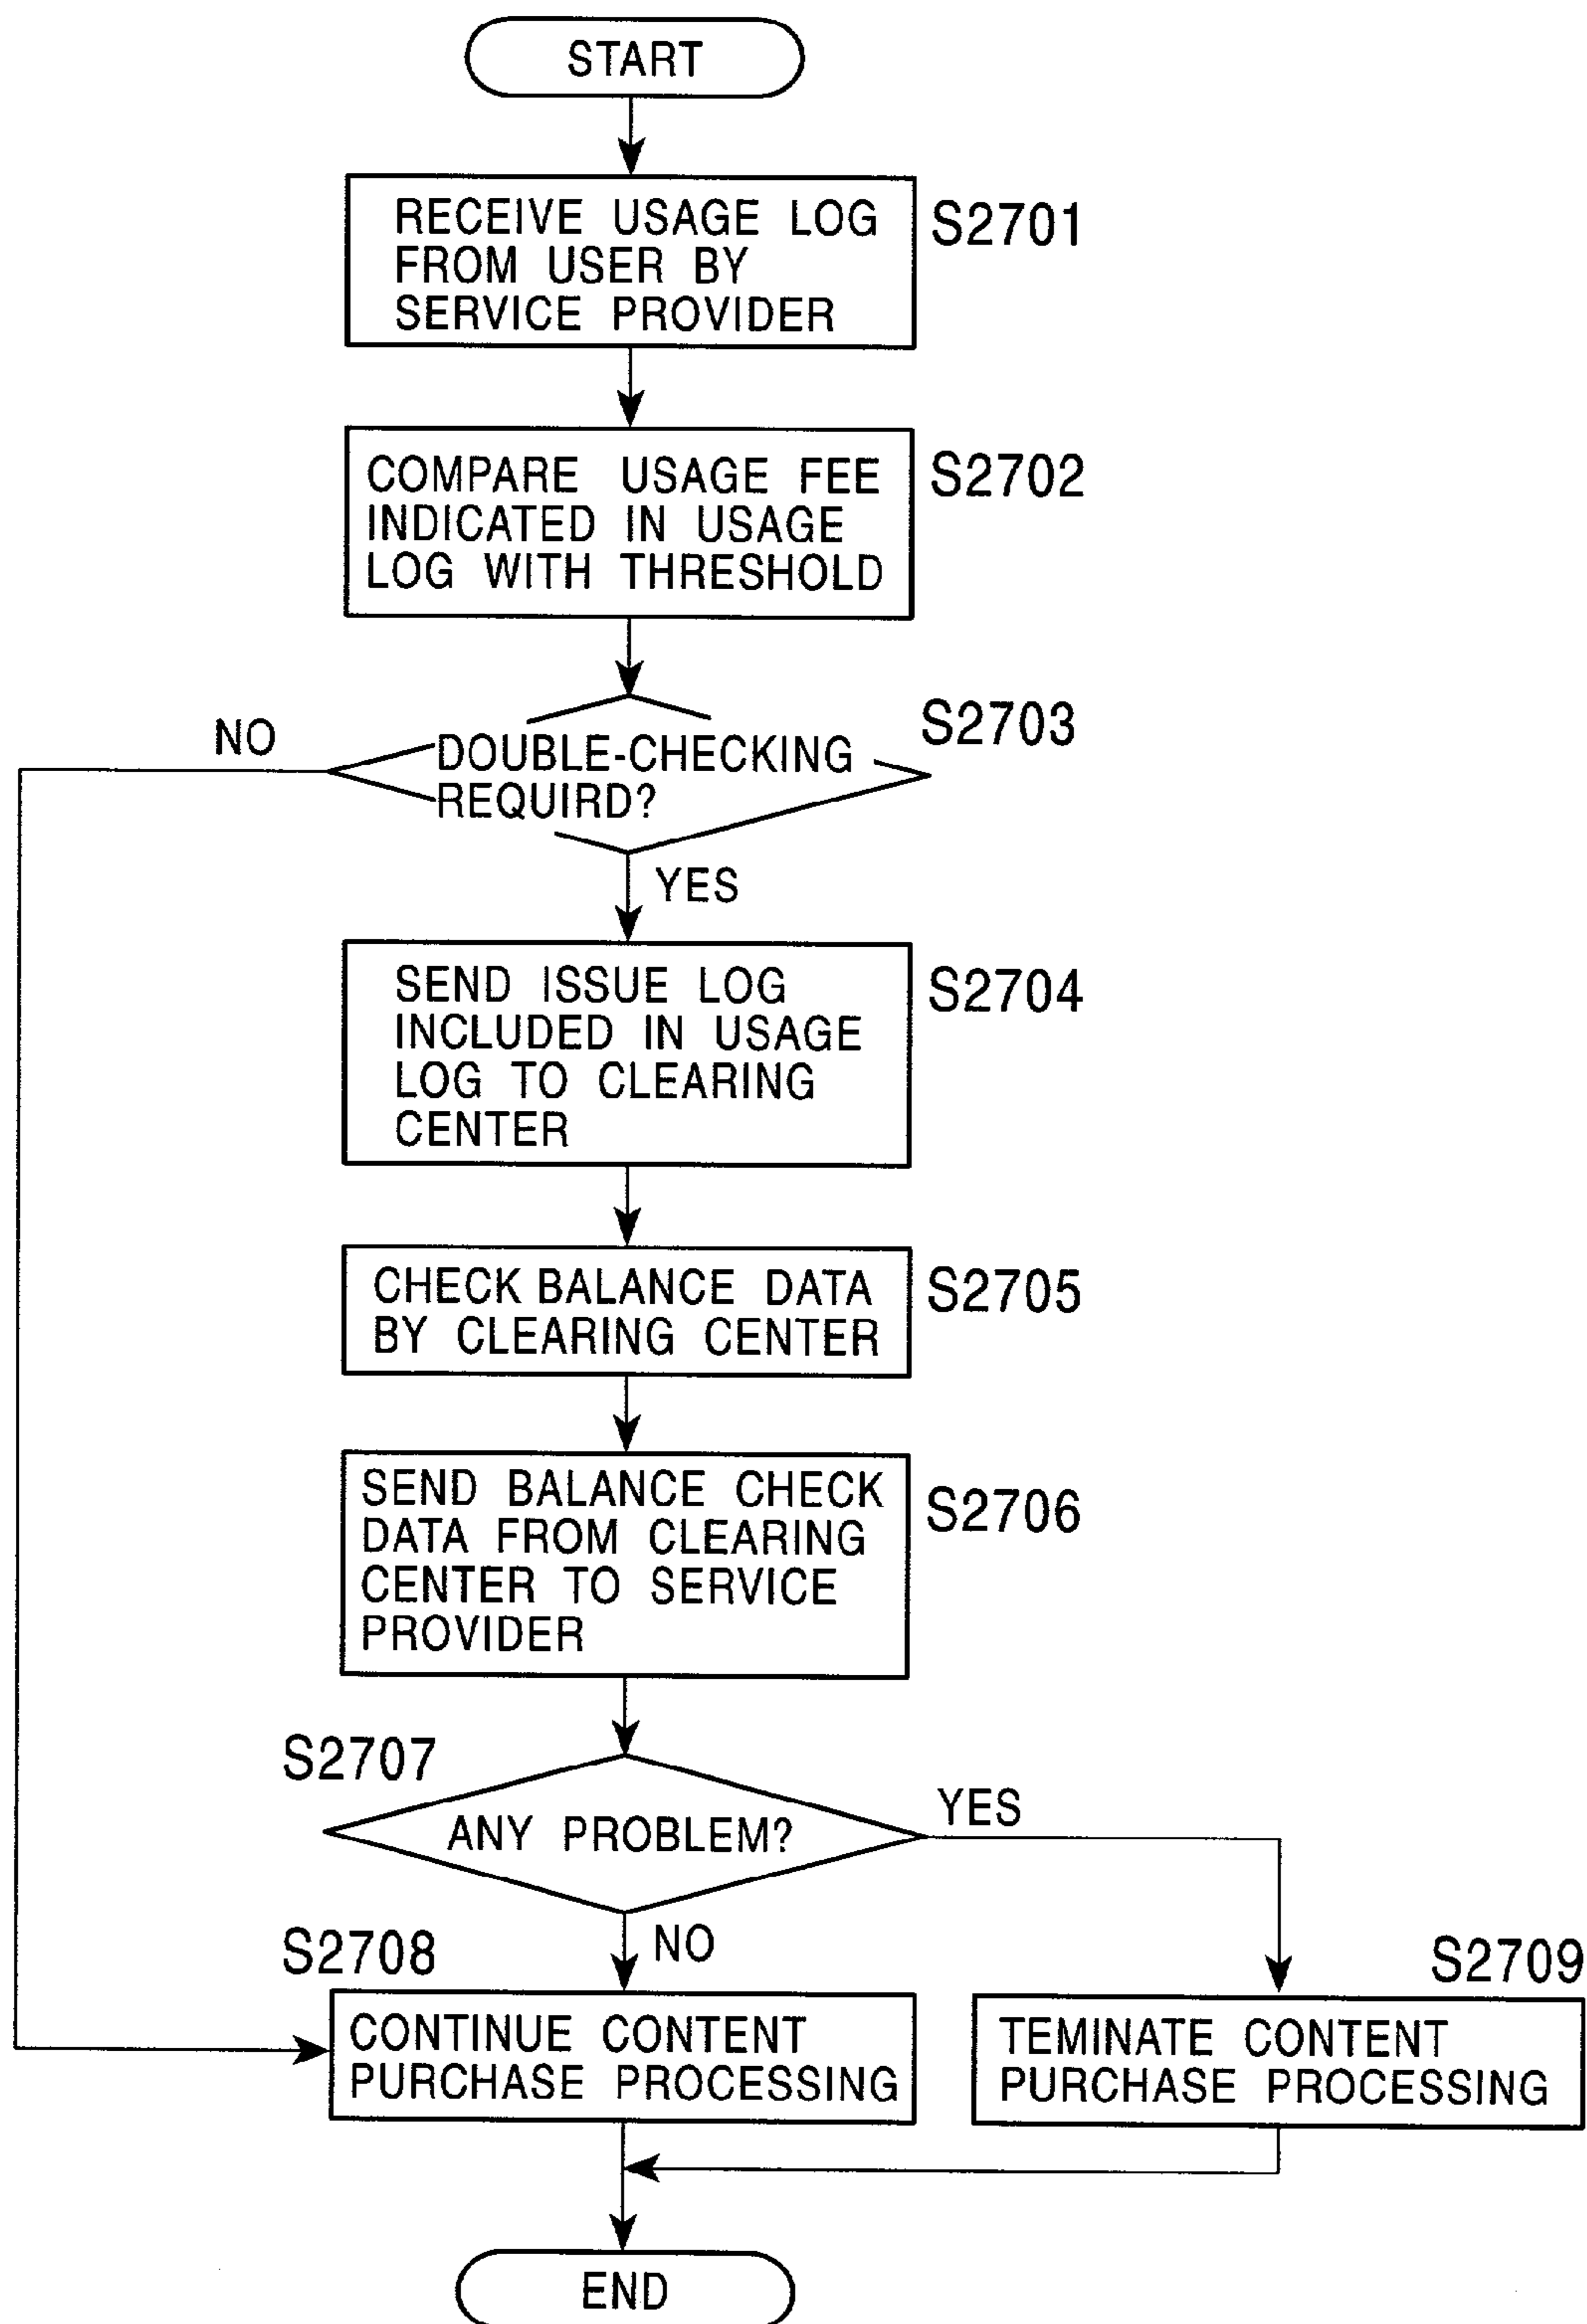 START
RECEIVE USAGE LOG
FROM USER BY
SERVICE PROVIDER
S2701
COMPARE USAGE FEE
INDICATED IN USAGE
LOG WITH THRESHOLD
S2702
S2703
NO
DOUBLE-CHECKING
REQUIRD?
YES
SEND ISSUE LOG
INCLUDED IN USAGE
LOG TO CLEARING
CENTER
S2704
CHECK BALANCE DATA
BY CLEARING CENTER
S2705
SEND BALANCE CHECK
DATA FROM CLEARING
CENTER TO SERVICE
PROVIDER
S2706
S2707
ANY PROBLEM?
YES
NO
S2708
CONTINUE CONTENT
PURCHASE PROCESSING
S2709
TEMINATE CONTENT
PURCHASE PROCESSING
END